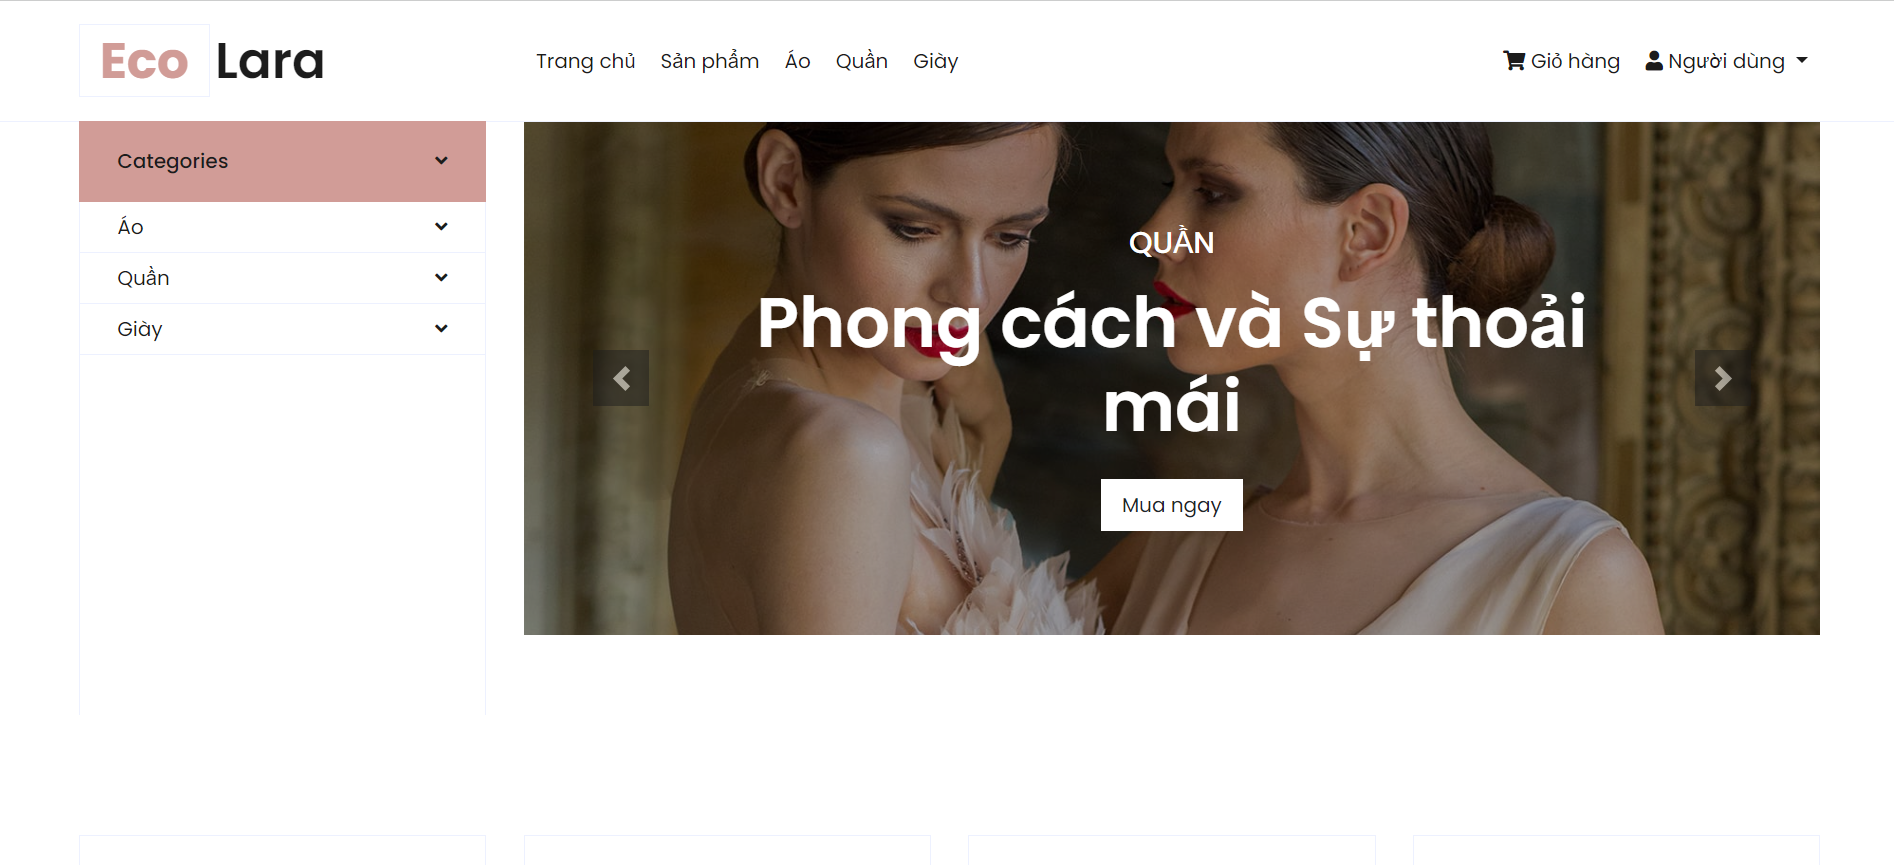 Eco Lara
Trang chủ Sản phẩm Áo Quần Giày
Giỏ hàng Người dùng
Categories
Áo
Quần
Giày
QUẦN
Phong cách và Sự thoải
mái
Mua ngay